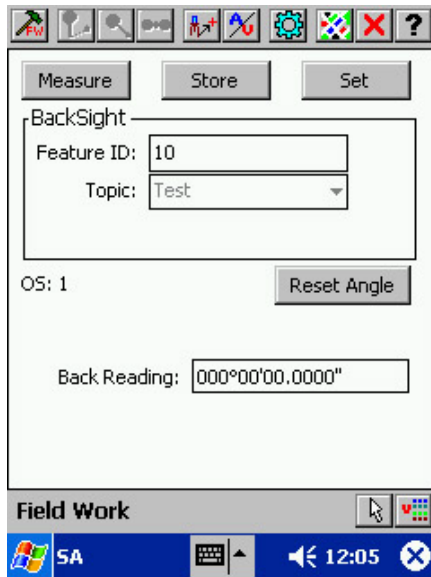 FW A/U ?
Measure Store Set
BackSight
Feature ID: 10
Topic: Test
OS: 1 Reset Angle
Back Reading: 000°00'00.0000"
Field Work
SA 12:05